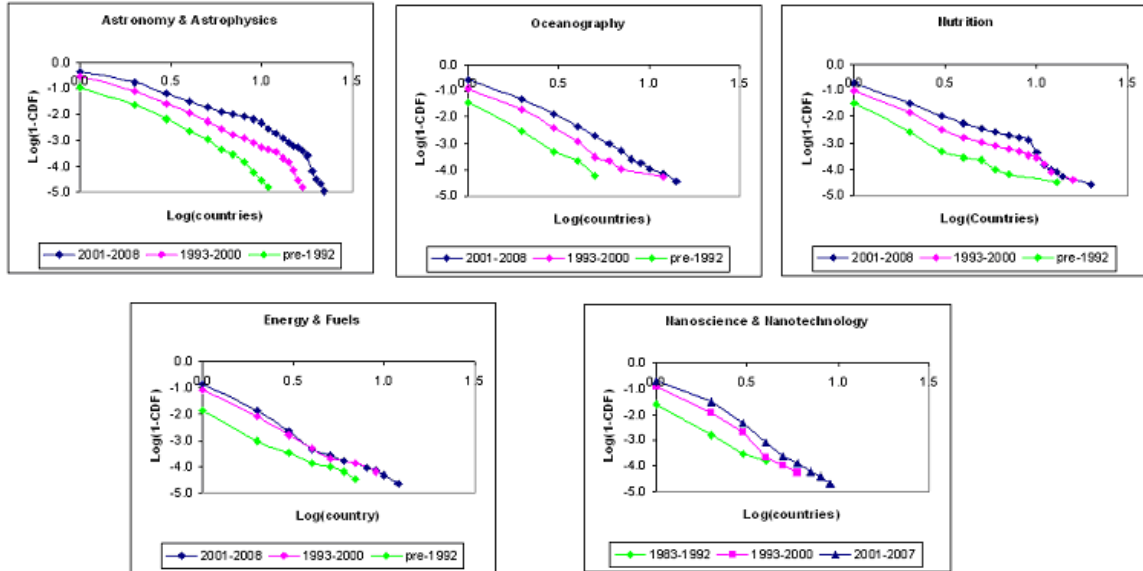 Astronomy & Astrophysics
0.0
-1.0
-2.0
-3.0
-4.0
-5.0
0.0 0.5 1.0 1.5
Log(1-CDF)
Log(countries)
2001-2008 1993-2000 pre-1992
Oceanography
0.0
-1.0
-2.0
-3.0
-4.0
-5.0
0.0 0.5 1.0 1.5
Log(1-CDF)
Log(countries)
2001-2008 1993-2000 pre-1992
Nutrition
0.0
-1.0
-2.0
-3.0
-4.0
-5.0
0.0 0.5 1.0 1.5
Log(1-CDF)
Log(Countries)
2001-2008 1993-2000 pre-1992
Energy & Fuels
0.0
-1.0
-2.0
-3.0
-4.0
-5.0
0.0 0.5 1.0 1.5
Log(1-CDF)
Log(country)
2001-2008 1993-2000 pre-1992
Nanoscience & Nanotechnology
0.0
-1.0
-2.0
-3.0
-4.0
-5.0
0.0 0.5 1.0 1.5
Log(1-CDF)
Log(countries)
1983-1992 1993-2000 2001-2007